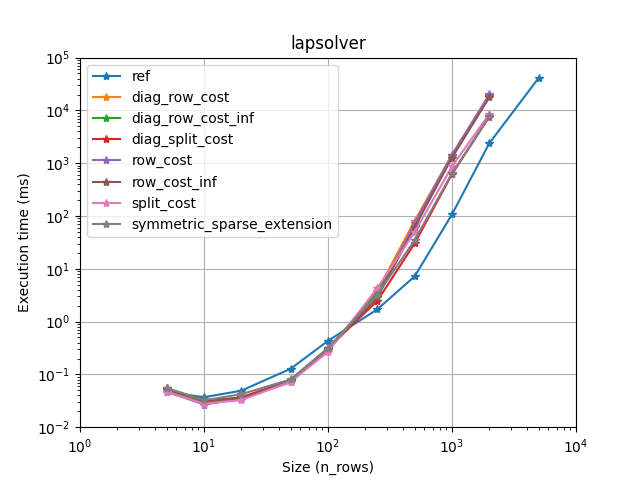 lapsolver
Execution time (ms)
10^5
10^4
10^3
10^2
10^1
10^0
10^-1
10^-2
ref
diag_row_cost
diag_row_cost_inf
diag_split_cost
row_cost
row_cost_inf
split_cost
symmetric_sparse_extension
10^0
10^1
10^2
10^3
10^4
Size (n_rows)